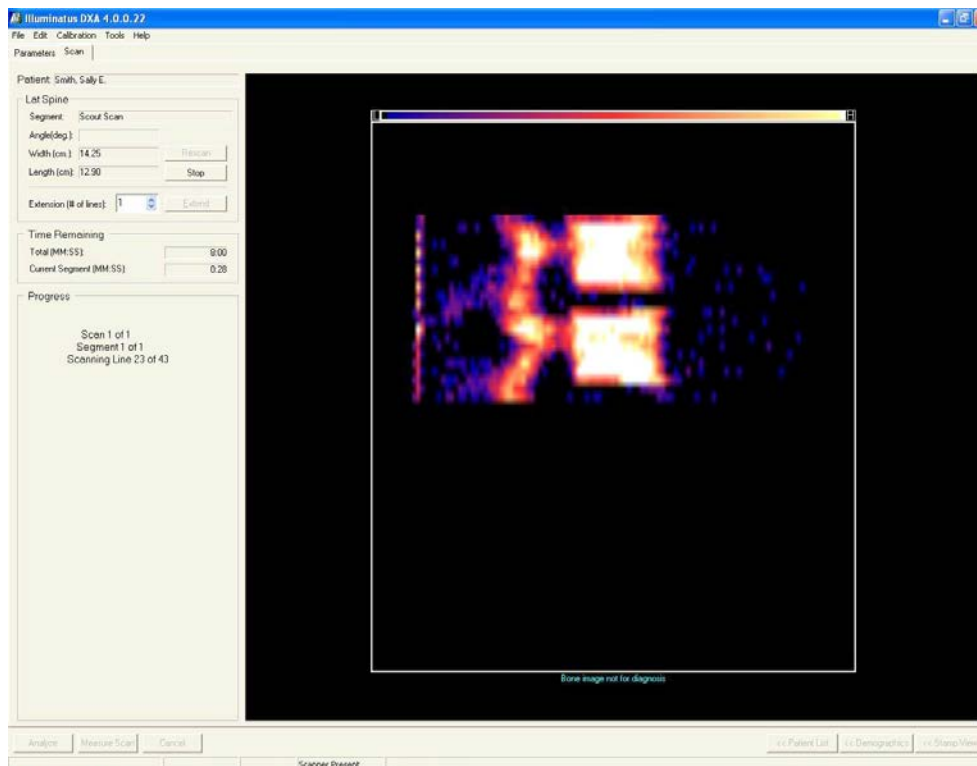 Illuminatus DXA 4.0.0.22
File Edit Calibration Tools Help
Parameters Scan
Patient: Smith, Sally E.
Lat Spine
Segment: Scout Scan
Angle(deg.):
Width (cm.): 14.25 Rescan
Length (cm): 12.90 Stop
Extension (# of lines): 1 Extend
Time Remaining
Total (MM:SS): 8:00
Current Segment (MM:SS): 0:28
Progress
Scan 1 of 1
Segment 1 of 1
Scanning Line 23 of 43
L H
Bone image not for diagnosis
Analyze Measure Scan Cancel << Patient List << Demographics << Stamp View
Scanner Present